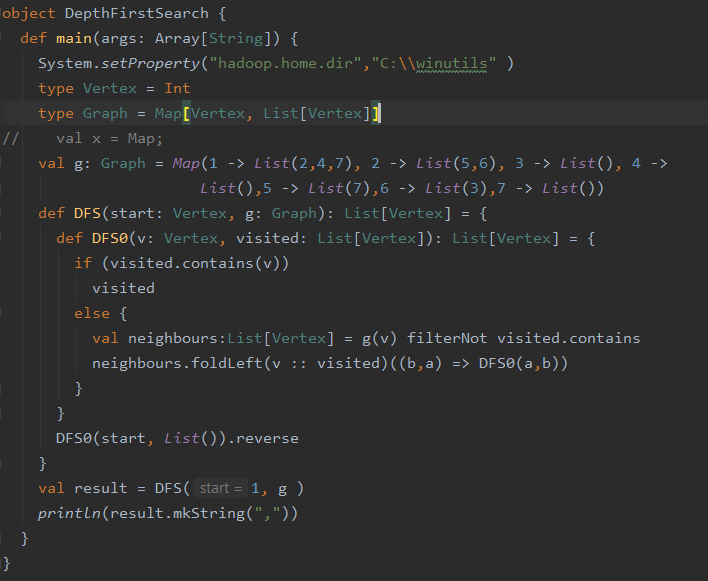 object DepthFirstSearch {
  def main(args: Array[String]) {
    System.setProperty("hadoop.home.dir","C:\\winutils" )
    type Vertex = Int
    type Graph = Map[Vertex, List[Vertex]]
//    val x = Map;
    val g: Graph = Map(1 -> List(2,4,7), 2 -> List(5,6), 3 -> List(), 4 ->
                      List(),5 -> List(7),6 -> List(3),7 -> List())
    def DFS(start: Vertex, g: Graph): List[Vertex] = {
      def DFS0(v: Vertex, visited: List[Vertex]): List[Vertex] = {
        if (visited.contains(v))
          visited
        else {
          val neighbours:List[Vertex] = g(v) filterNot visited.contains
          neighbours.foldLeft(v :: visited)((b,a) => DFS0(a,b))
        }
      }
      DFS0(start, List()).reverse
    }
    val result = DFS( start = 1, g )
    println(result.mkString(","))
  }
}